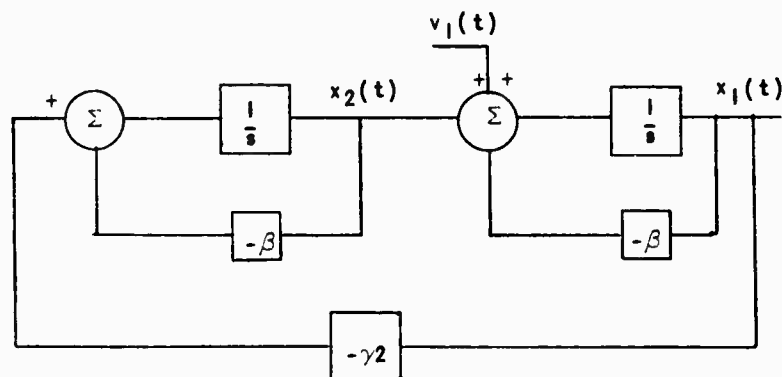 v₁(t)
+ Σ 1/s x₂(t) + + Σ 1/s x₁(t)
-β -β
-γ2